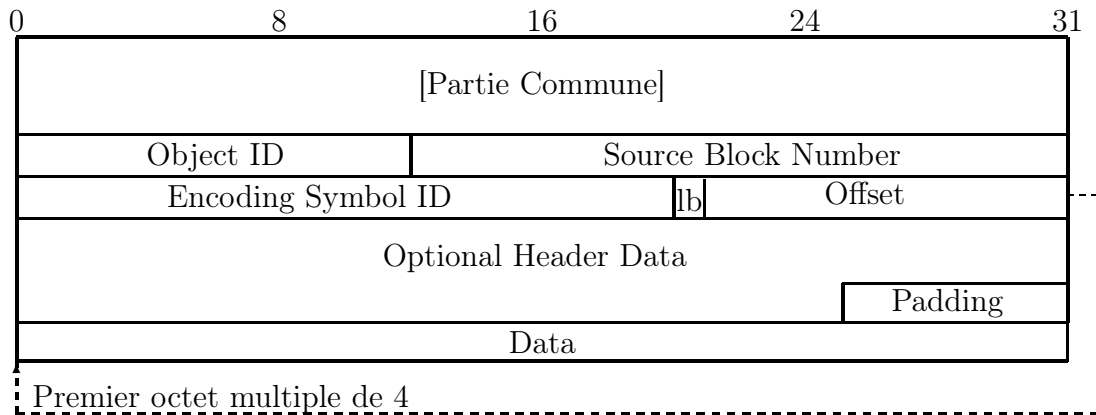 0 8 16 24 31
[Partie Commune]
Object ID Source Block Number
Encoding Symbol ID lb Offset
Optional Header Data
Padding
Data
Premier octet multiple de 4